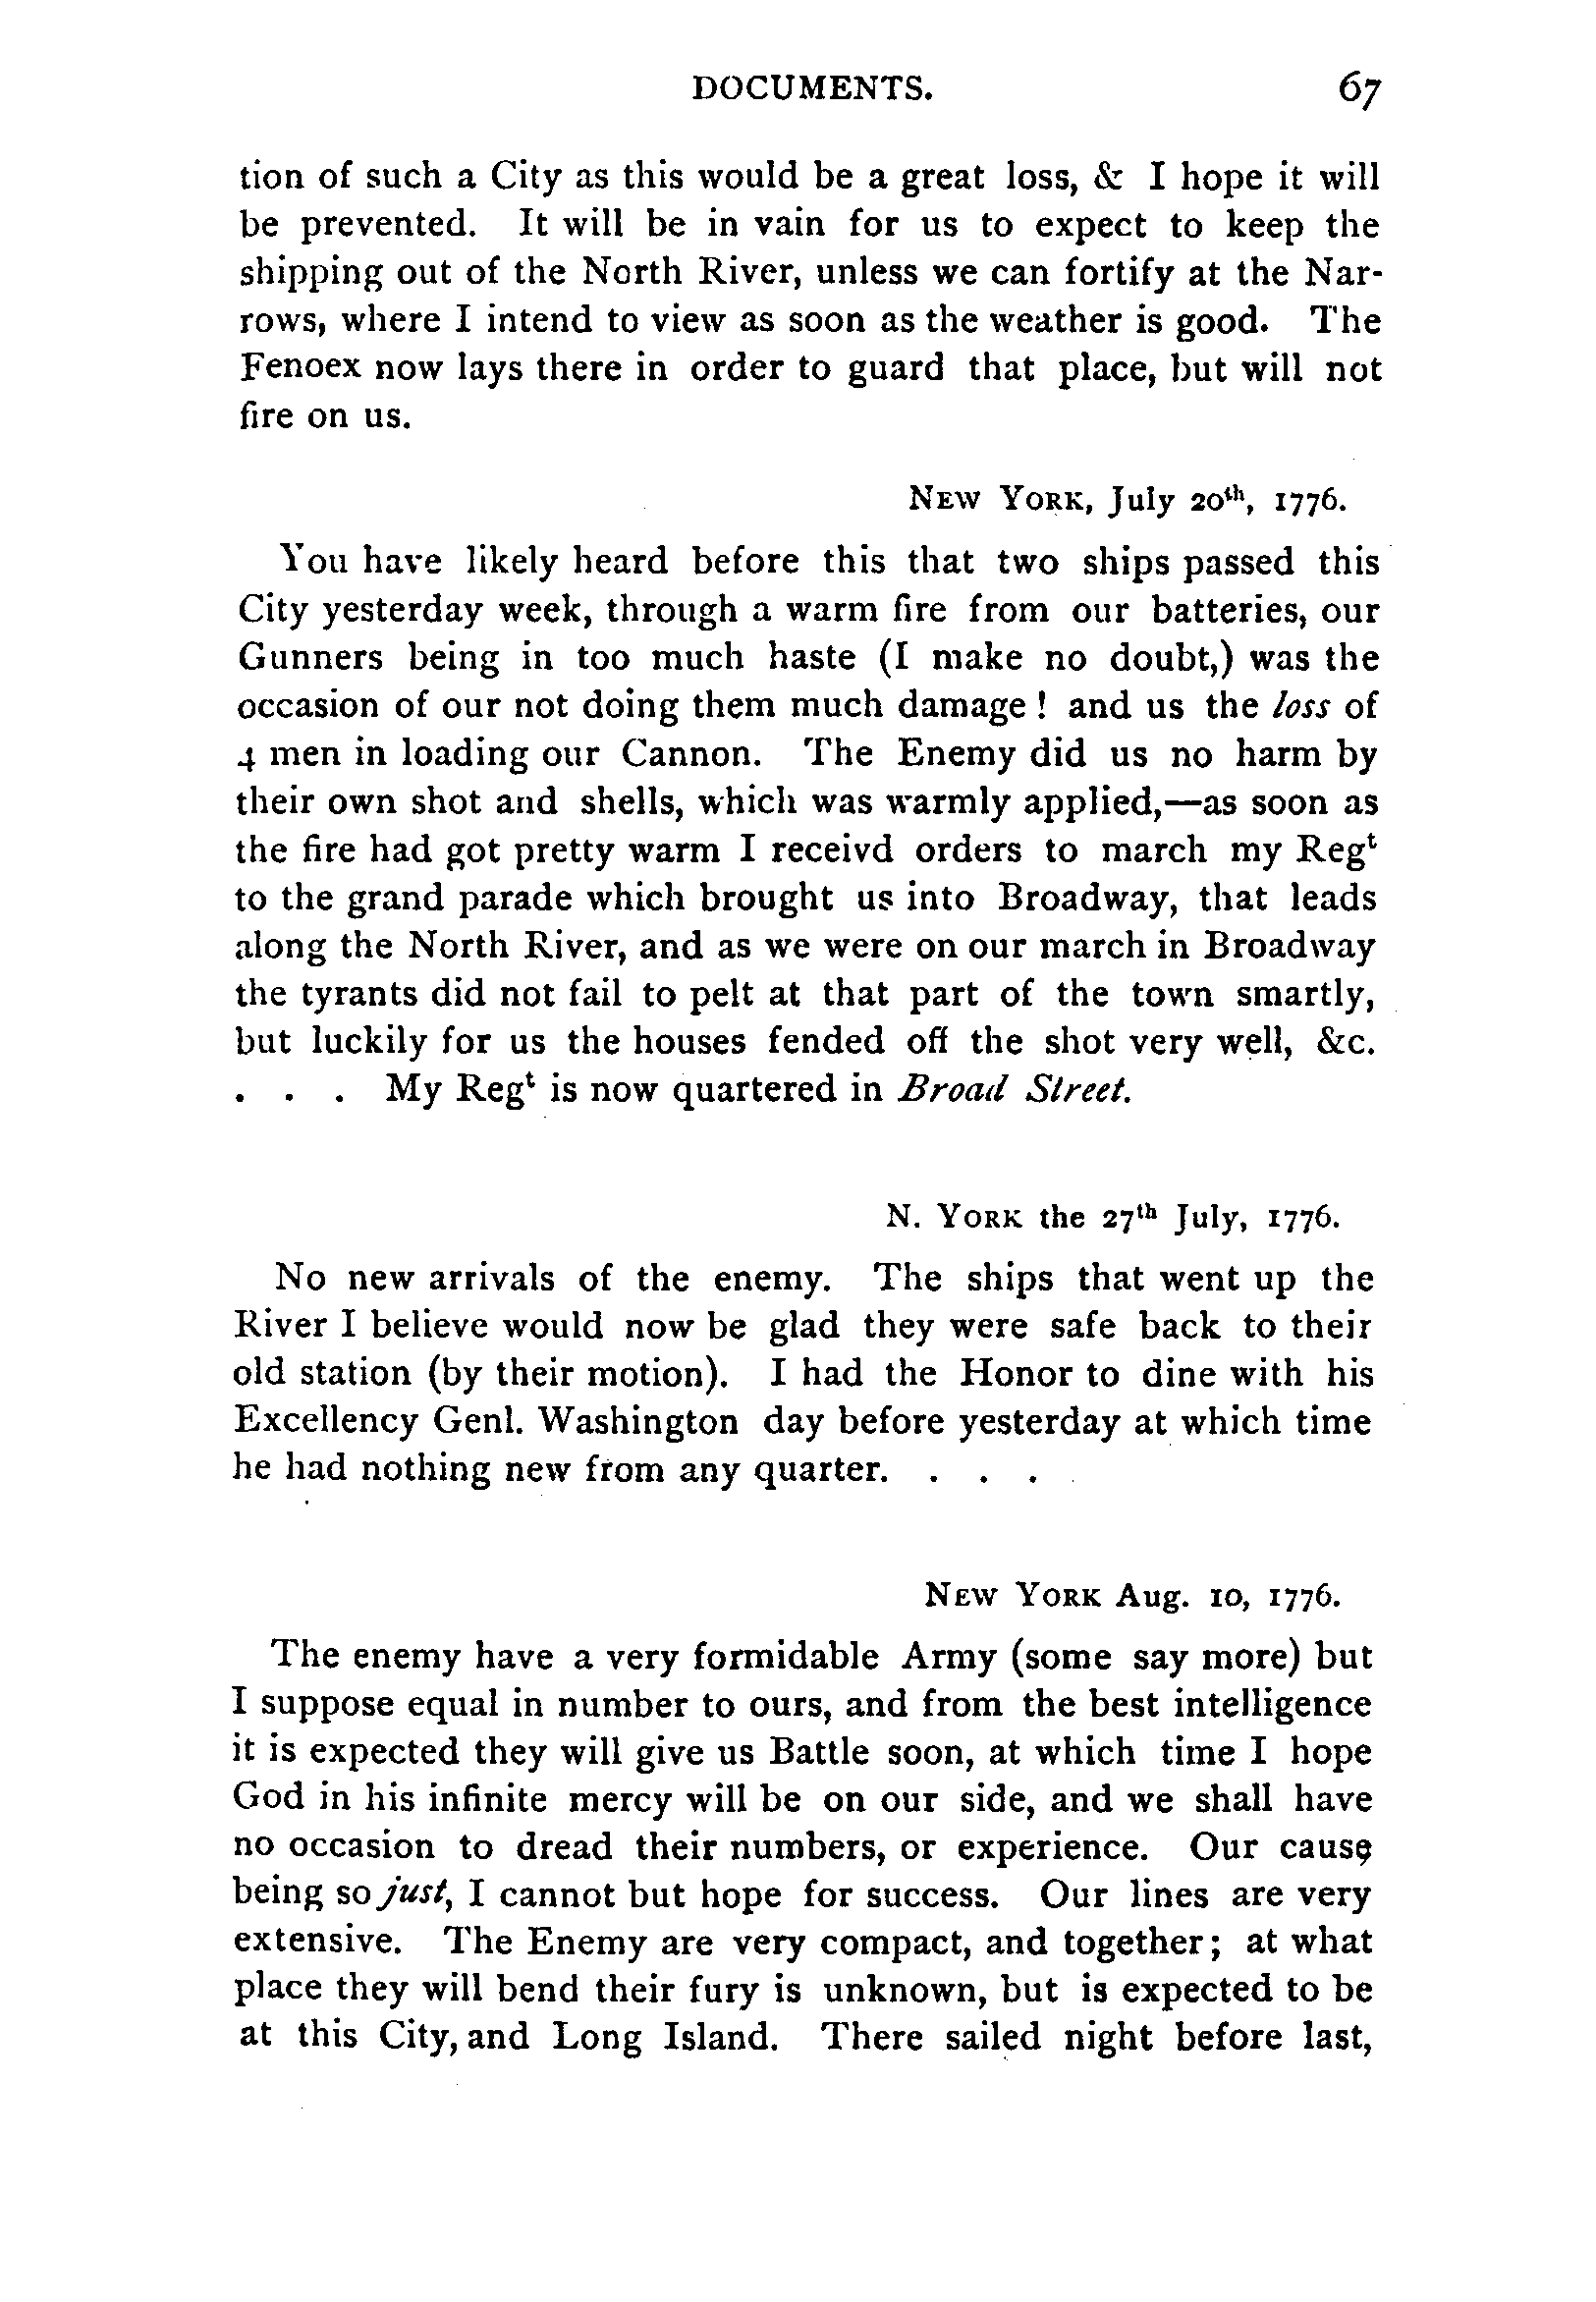 DOCUMENTS. 67
tion of such a City as this would be a great loss, & I hope it will
be prevented. It will be in vain for us to expect to keep the
shipping out of the North River, unless we can fortify at the Nar-
rows, where I intend to view as soon as the weather is good. The
Fenoex now lays there in order to guard that place, but will not
fire on us.
NEW YORK, July 20th, 1776.
You have likely heard before this that two ships passed this
City yesterday week, through a warm fire from our batteries, our
Gunners being in too much haste (I make no doubt,) was the
occasion of our not doing them much damage ! and us the loss of
4 men in loading our Cannon. The Enemy did us no harm by
their own shot and shells, which was warmly applied,—as soon as
the fire had got pretty warm I receivd orders to march my Regt
to the grand parade which brought us into Broadway, that leads
along the North River, and as we were on our march in Broadway
the tyrants did not fail to pelt at that part of the town smartly,
but luckily for us the houses fended off the shot very well, &c.
. . . My Regt is now quartered in Broad Street.
N. YORK the 27th July, 1776.
No new arrivals of the enemy. The ships that went up the
River I believe would now be glad they were safe back to their
old station (by their motion). I had the Honor to dine with his
Excellency Genl. Washington day before yesterday at which time
he had nothing new from any quarter. . . .
NEW YORK Aug. 10, 1776.
The enemy have a very formidable Army (some say more) but
I suppose equal in number to ours, and from the best intelligence
it is expected they will give us Battle soon, at which time I hope
God in his infinite mercy will be on our side, and we shall have
no occasion to dread their numbers, or experience. Our cause
being so just, I cannot but hope for success. Our lines are very
extensive. The Enemy are very compact, and together; at what
place they will bend their fury is unknown, but is expected to be
at this City, and Long Island. There sailed night before last,